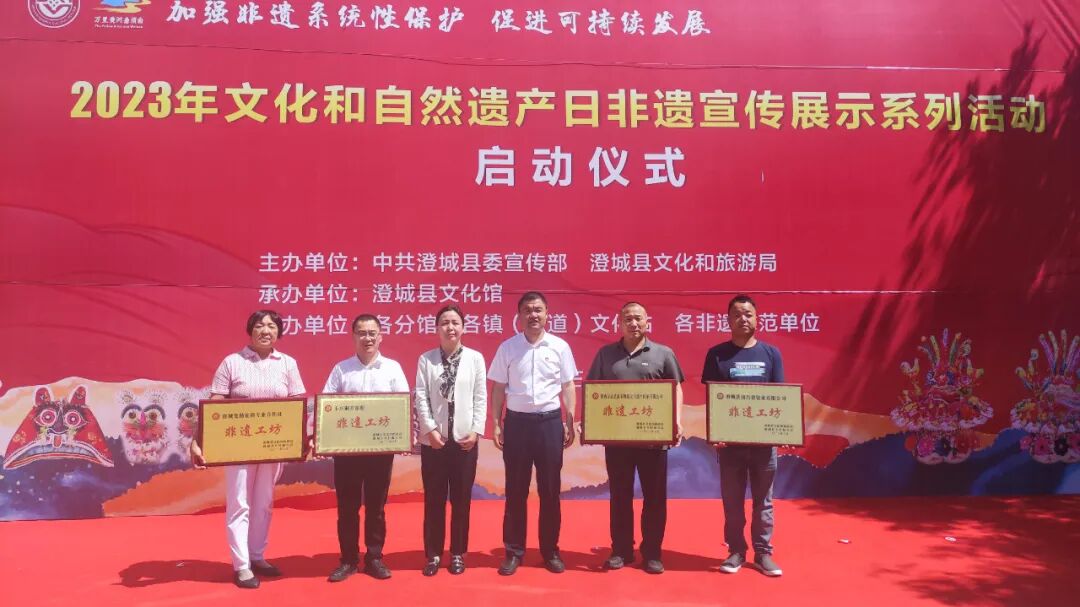 加强非遗系统性保护 促进可持续发展
2023年文化和自然遗产日非遗宣传展示系列活动
启动仪式
主办单位：中共澄城县委宣传部 澄城县文化和旅游局
承办单位：澄城县文化馆
办单位 各分馆 各镇（ 道）文化 各非遗 范单位
非遗工坊
非遗工坊
非遗工坊
非遗工坊